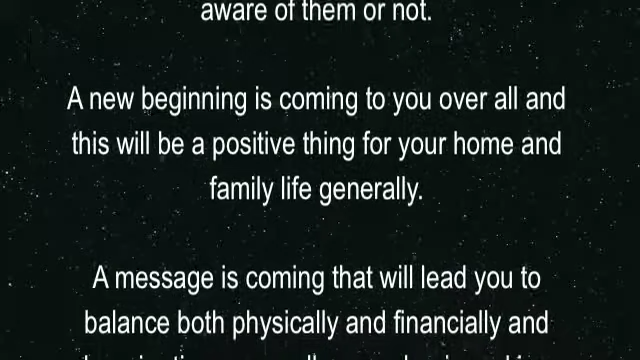 aware of them or not.
A new beginning is coming to you over all and
this will be a positive thing for your home and
family life generally.
A message is coming that will lead you to
balance both physically and financially and